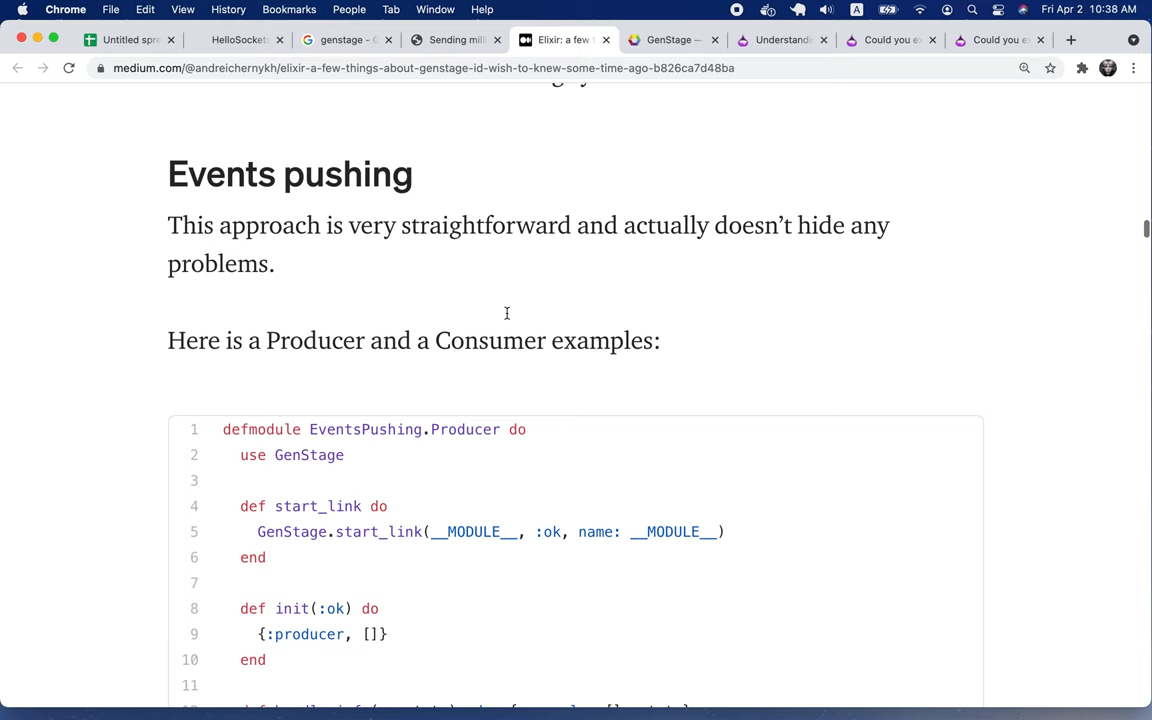 Chrome File Edit View History Bookmarks People Tab Window Help A Fri Apr 2 10:38 AM
Untitled spre HelloSocket genstage - G Sending mill Elixir: a few GenStage — Understandi Could you ex Could you ex
medium.com/@andreichernykh/elixir-a-few-things-about-genstage-id-wish-to-knew-some-time-ago-b826ca7d48ba
Events pushing
This approach is very straightforward and actually doesn’t hide any
problems.
Here is a Producer and a Consumer examples:
1 defmodule EventsPushing.Producer do
2 use GenStage
3
4 def start_link do
5 GenStage.start_link(__MODULE__, :ok, name: __MODULE__)
6 end
7
8 def init(:ok) do
9 {:producer, []}
10 end
11